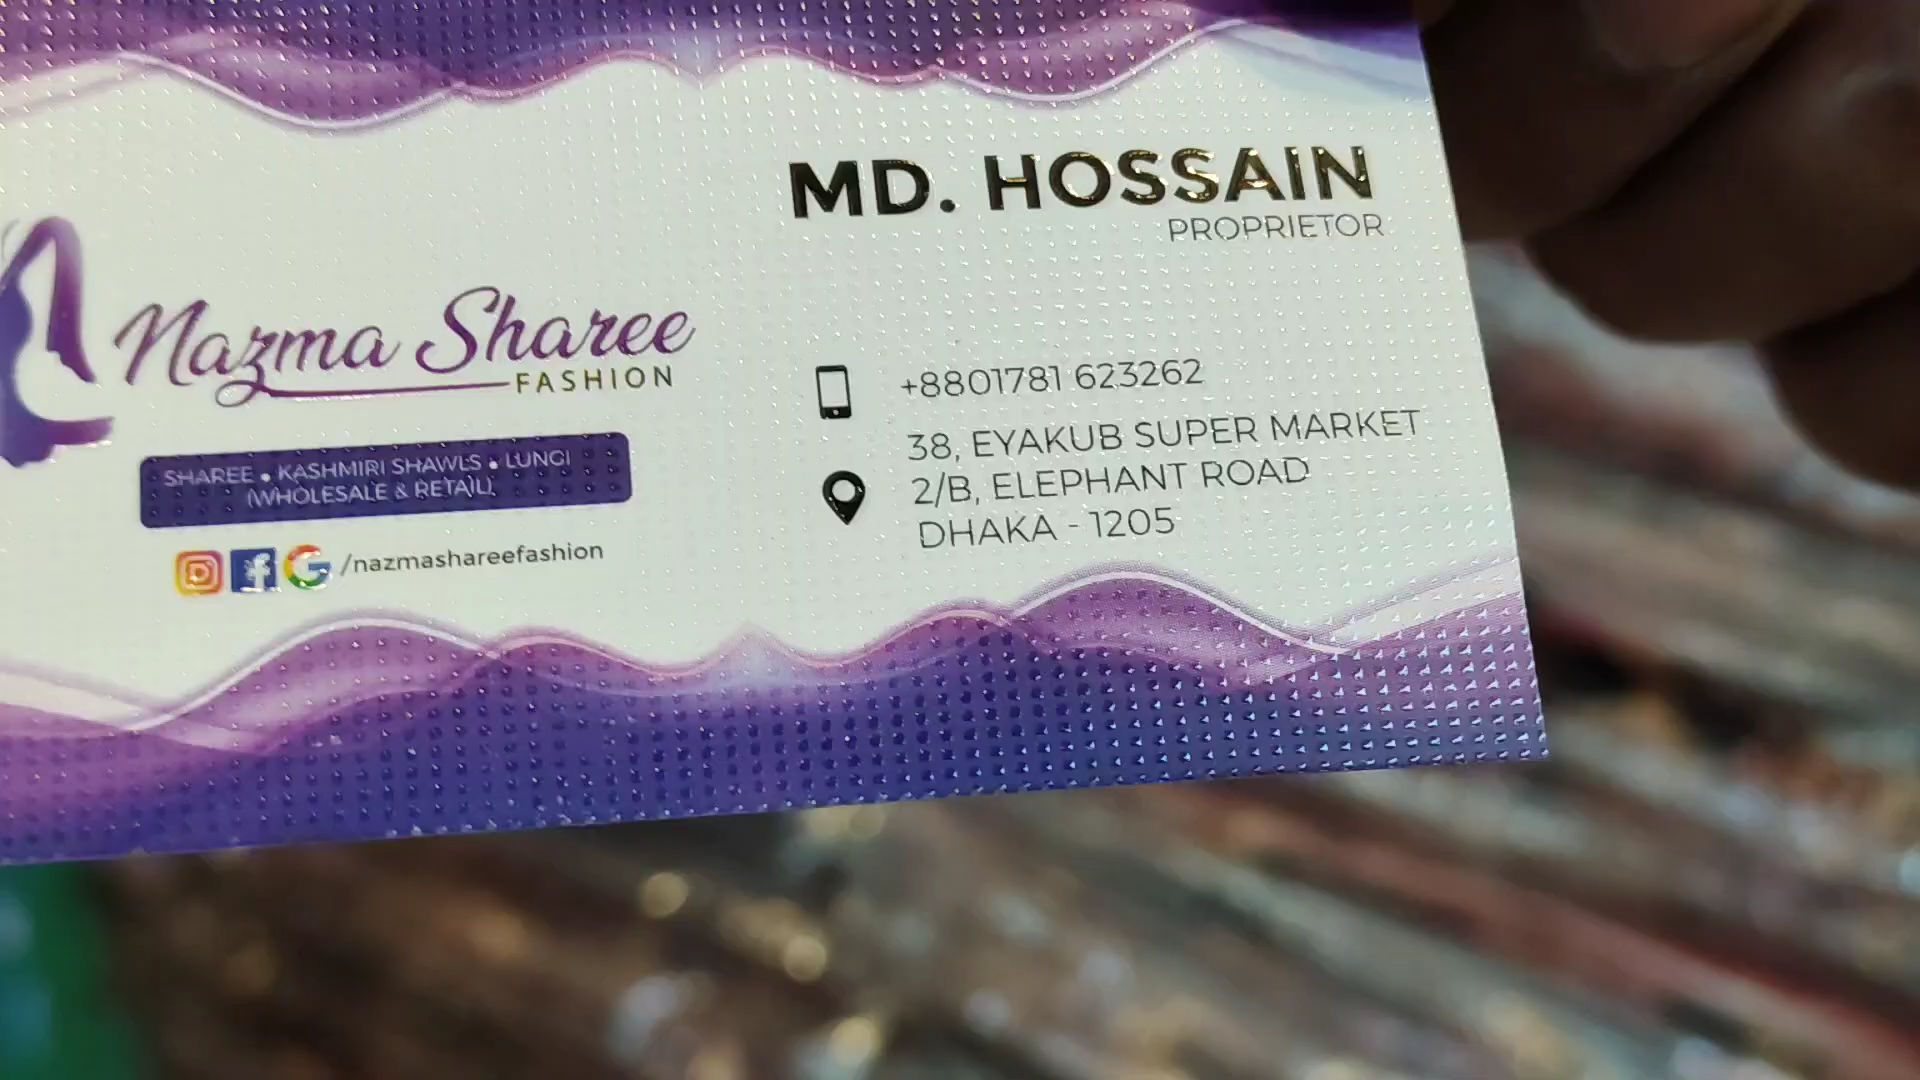 MD. HOSSAIN
PROPRIETOR
Nazma Sharee
FASHION
SHAREE • KASHMIRI SHAWLS • LUNGI
(WHOLESALE & RETAIL)
/nazmashareefashion
+8801781 623262
38, EYAKUB SUPER MARKET
2/B, ELEPHANT ROAD
DHAKA - 1205